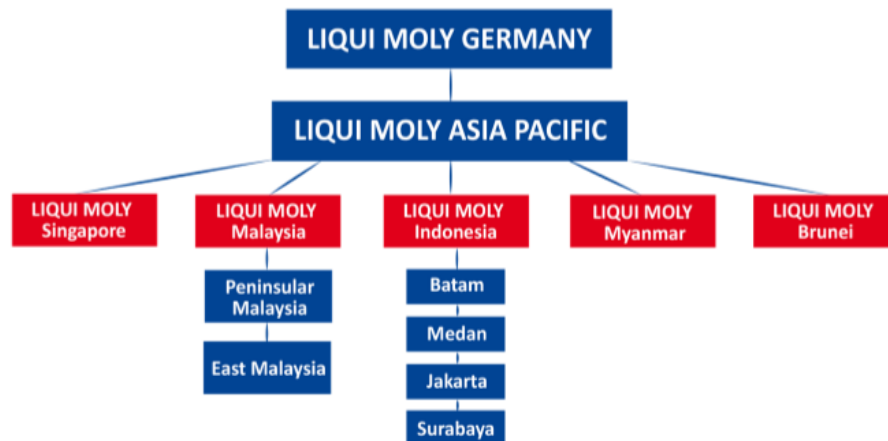 LIQUI MOLY GERMANY
LIQUI MOLY ASIA PACIFIC
LIQUI MOLY
Singapore
LIQUI MOLY
Malaysia
LIQUI MOLY
Indonesia
LIQUI MOLY
Myanmar
LIQUI MOLY
Brunei
Peninsular
Malaysia
East Malaysia
Batam
Medan
Jakarta
Surabaya